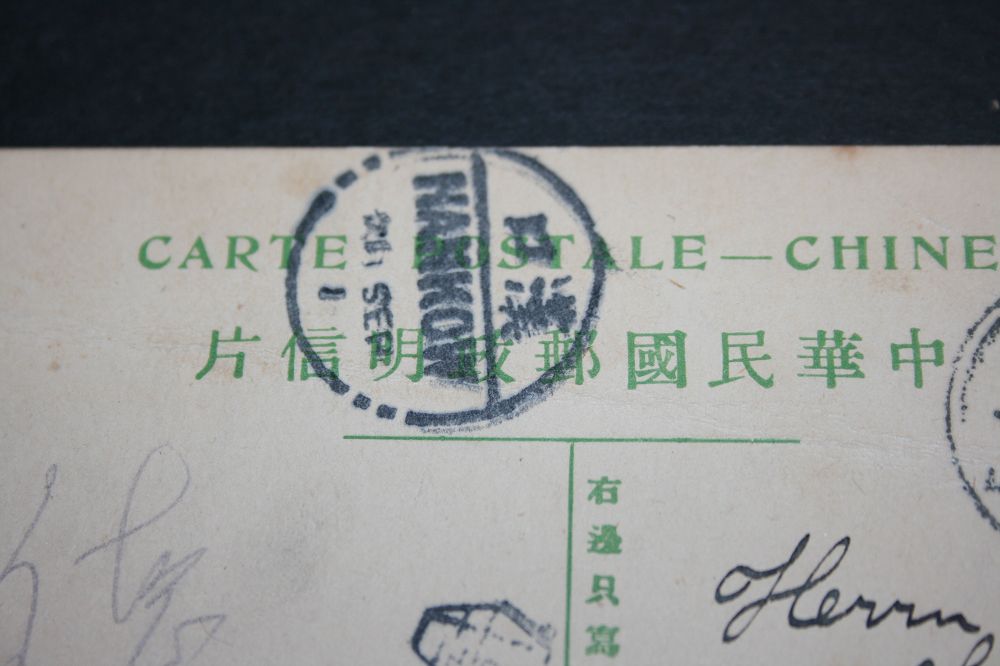 CARTE POSTALE — CHINE
片信明政郵國民華中
漢口
HANKOW
SEP
右邊只寫
Herrn